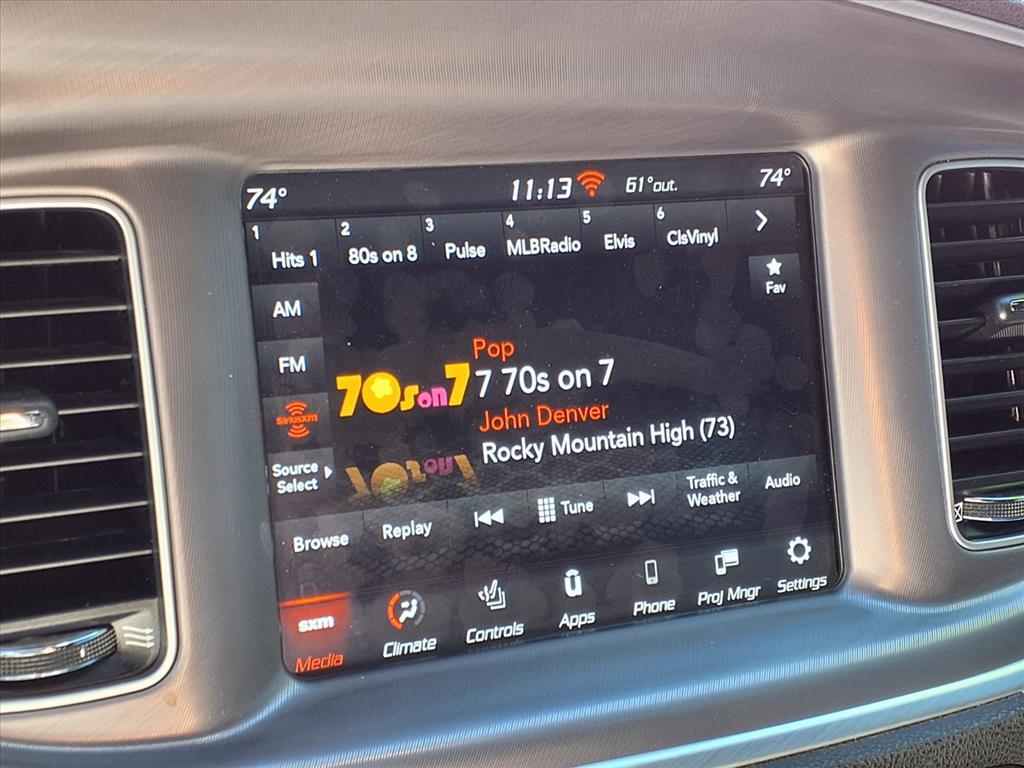 74° 11:13 61°out. 74°
1 Hits 1 2 80s on 8 3 Pulse 4 MLBRadio 5 Elvis 6 ClsVinyl
Fav
AM
FM
SiriusXM
Source
Select
70s on 7
Pop
7 70s on 7
John Denver
Rocky Mountain High (73)
Browse Replay Tune Traffic &
Weather Audio
sxm
Media Climate Controls Apps Phone Proj Mngr Settings